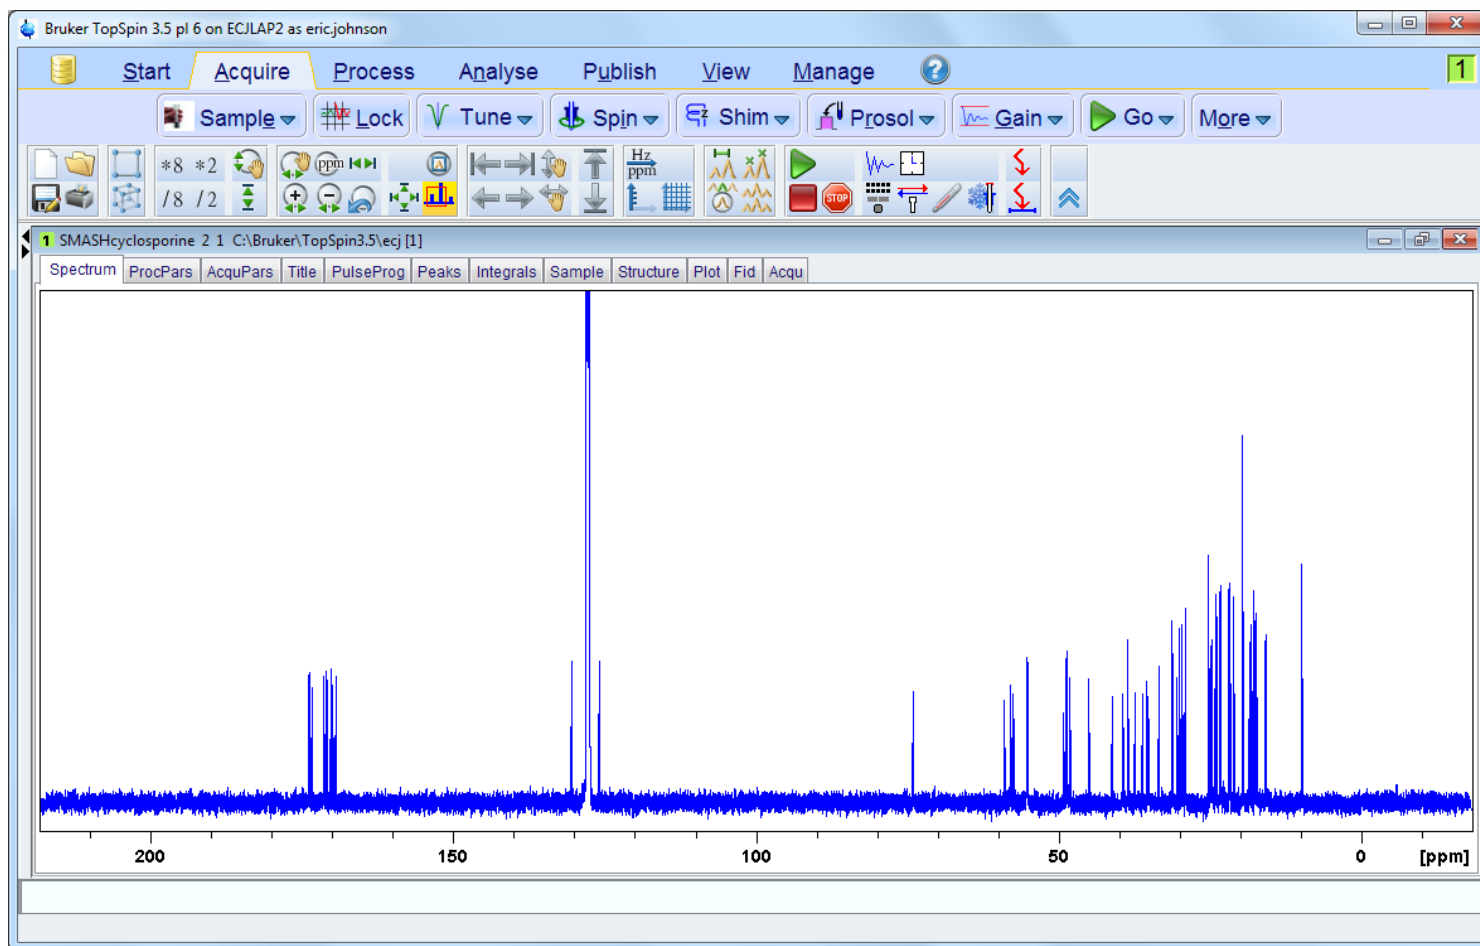 Bruker TopSpin 3.5 pl 6 on ECJLAP2 as eric.johnson
Start Acquire Process Analyse Publish View Manage ? 1
Sample Lock Tune Spin Shim Prosol Gain Go More
*8 *2 ppm Hz ppm
/8 /2 STOP
1 SMASHcyclosporine 2 1 C:\Bruker\TopSpin3.5\ecj [1]
Spectrum ProcPars AcquPars Title PulseProg Peaks Integrals Sample Structure Plot Fid Acqu
200 150 100 50 0 [ppm]